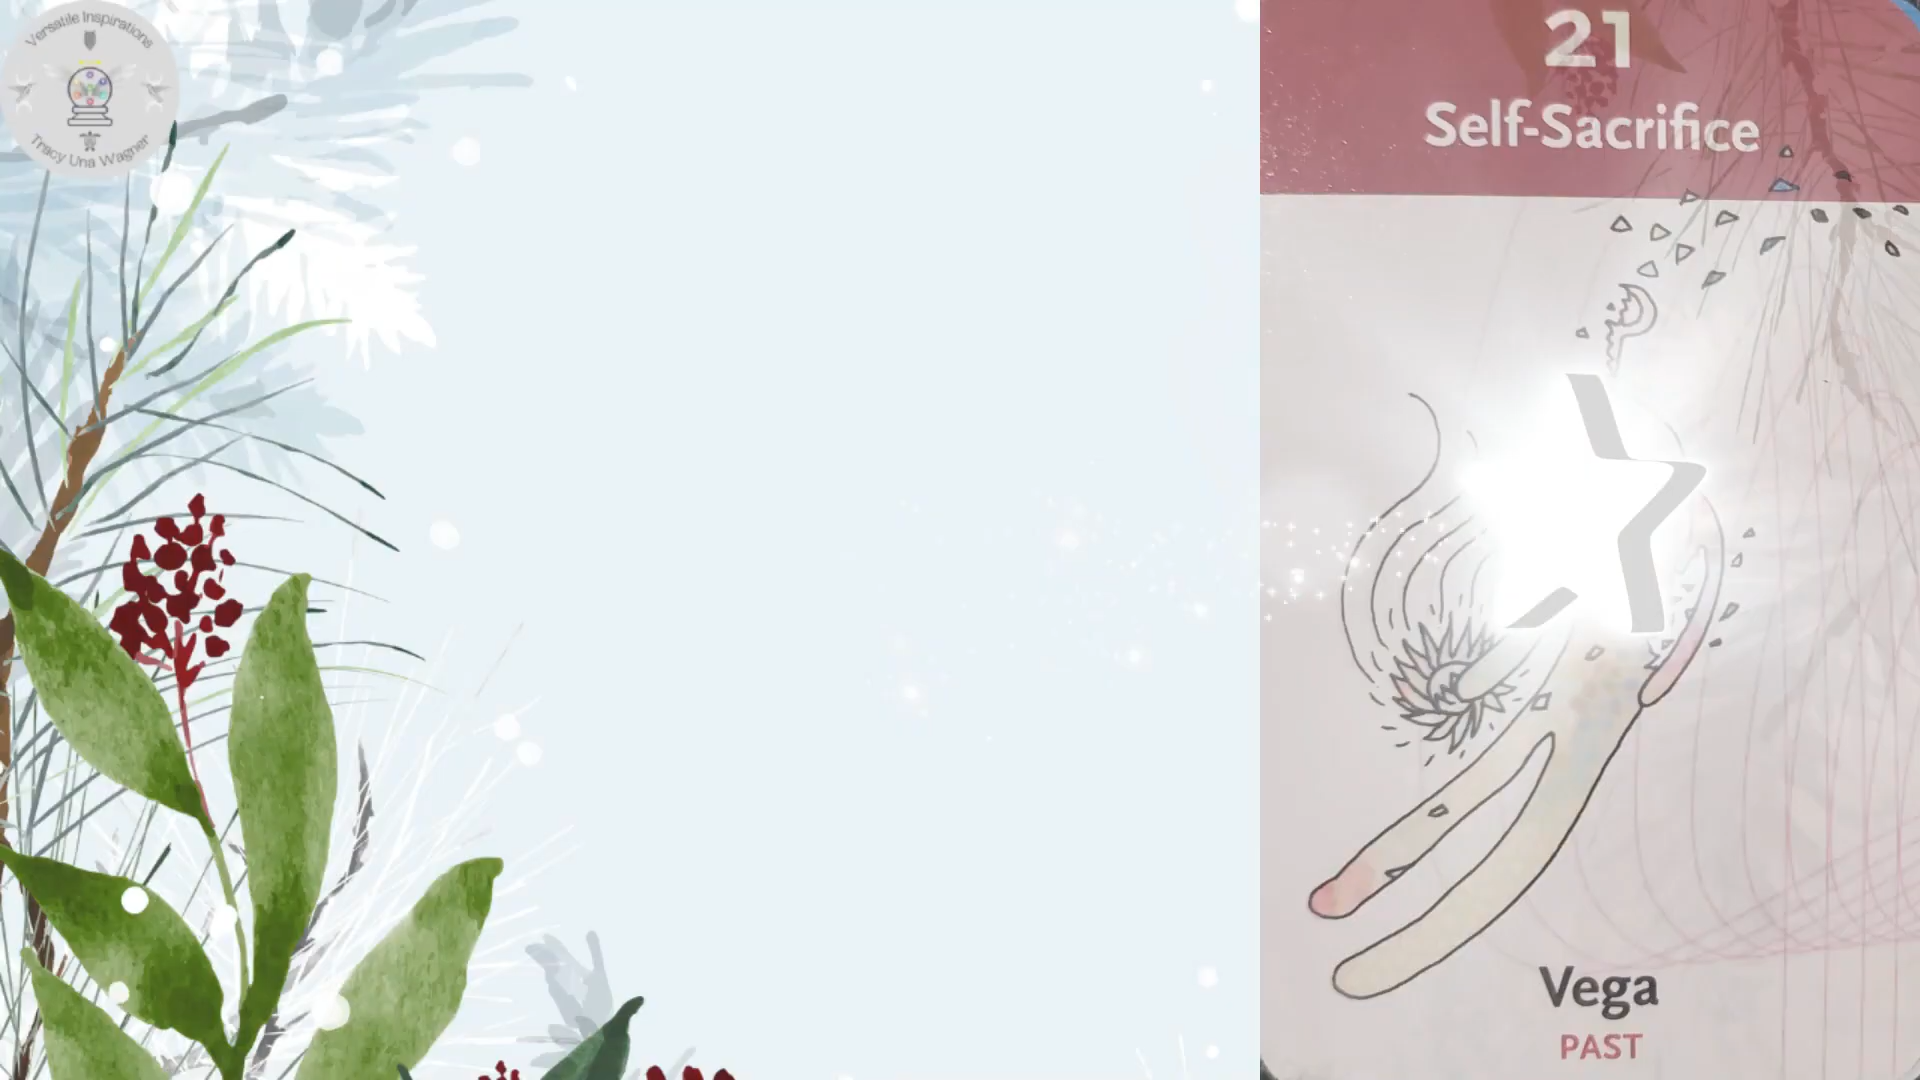 Versatile Inspirations
Tracy Una Wagner
21
Self-Sacrifice
Vega
PAST